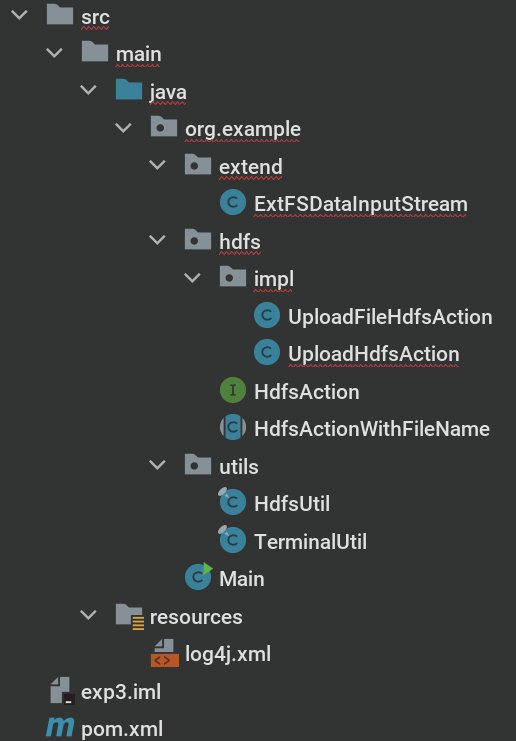 src
main
java
org.example
extend
ExtFSDataInputStream
hdfs
impl
UploadFileHdfsAction
UploadHdfsAction
HdfsAction
HdfsActionWithFileName
utils
HdfsUtil
TerminalUtil
Main
resources
log4j.xml
exp3.iml
pom.xml